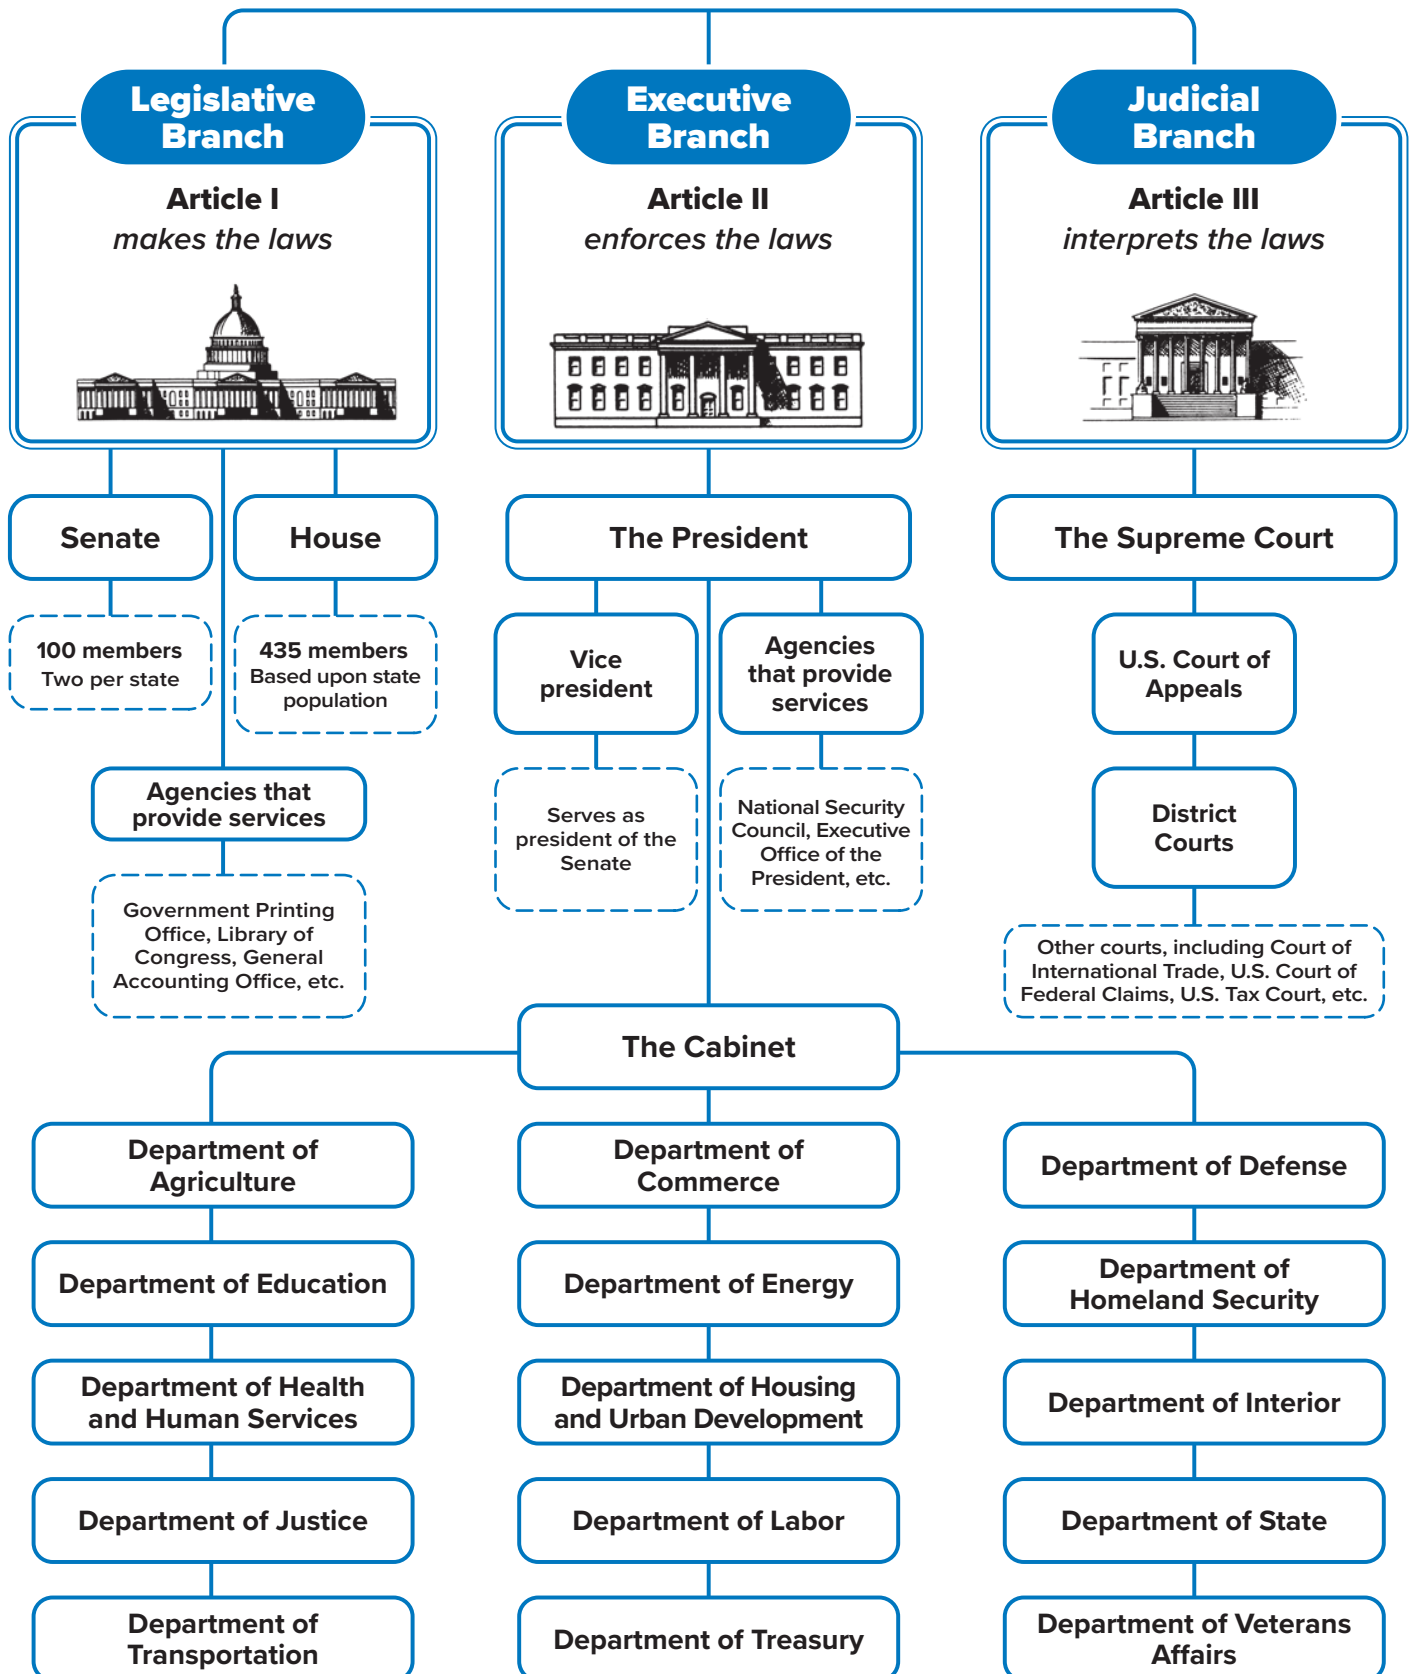 Legislative
Branch
Article I
makes the laws
Executive
Branch
Article II
enforces the laws
Judicial
Branch
Article III
interprets the laws
Senate
House
100 members
Two per state
435 members
Based upon state
population
Agencies that
provide services
Government Printing
Office, Library of
Congress, General
Accounting Office, etc.
The President
Vice
president
Serves as
president of the
Senate
Agencies
that provide
services
National Security
Council, Executive
Office of the
President, etc.
The Supreme Court
U.S. Court of
Appeals
District
Courts
Other courts, including Court of
International Trade, U.S. Court of
Federal Claims, U.S. Tax Court, etc.
The Cabinet
Department of
Agriculture
Department of
Commerce
Department of Defense
Department of Education
Department of Energy
Department of
Homeland Security
Department of Health
and Human Services
Department of Housing
and Urban Development
Department of Interior
Department of Justice
Department of Labor
Department of State
Department of
Transportation
Department of Treasury
Department of Veterans
Affairs